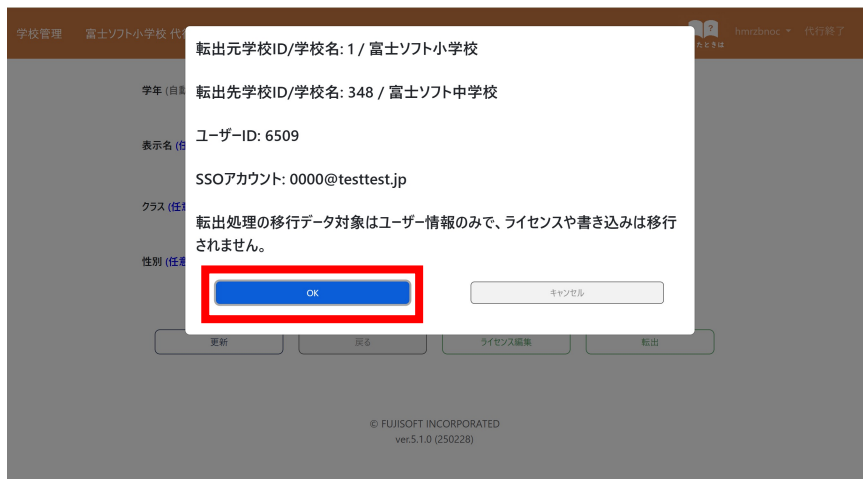 学校管理 富士ソフト小学校 代
hmrzbnoc 代行終了
転出元学校ID/学校名: 1 / 富士ソフト小学校
学年 (自動
転出先学校ID/学校名: 348 / 富士ソフト中学校
表示名 (任
ユーザーID: 6509
SSOアカウント: 0000@testtest.jp
クラス (任意
転出処理の移行データ対象はユーザー情報のみで、ライセンスや書き込みは移行
されません。
性別 (任意
OK キャンセル
更新 戻る ライセンス編集 転出
© FUJISOFT INCORPORATED
ver.5.1.0 (250228)